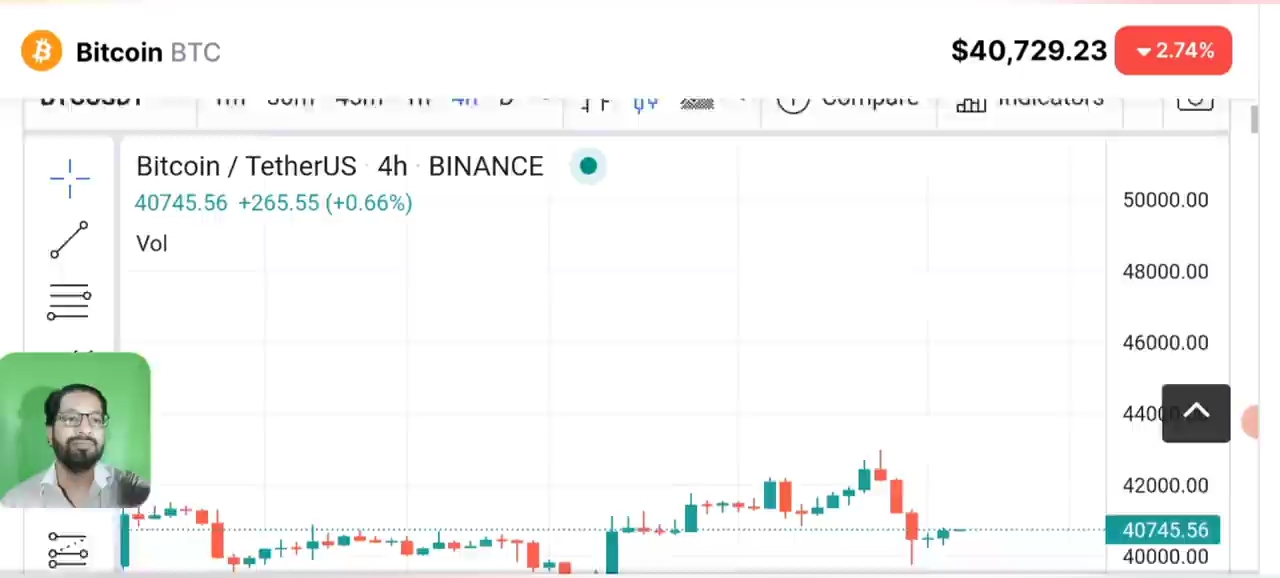 Bitcoin BTC
$40,729.23
2.74%
Compare
Indicators
Bitcoin / TetherUS · 4h · BINANCE
40745.56 +265.55 (+0.66%)
Vol
50000.00
48000.00
46000.00
42000.00
40745.56
40000.00